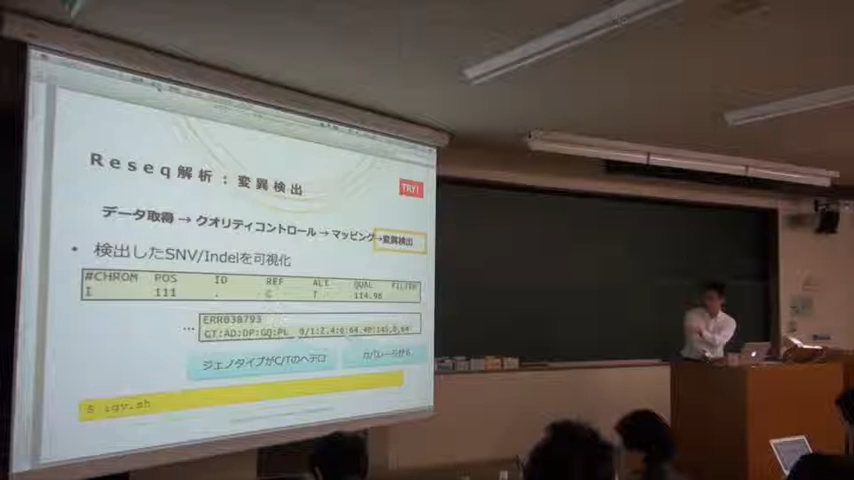 Reseq解析：変異検出
TRY!
データ取得 → クオリティコントロール → マッピング→変異検出
• 検出したSNV/Indelを可視化
#CHROM POS ID REF ALT QUAL FILTER
I 111 . C T 114.98
… ERR038793
GT:AD:DP:GQ:PL
ジェノタイプがC/Tのヘテロ
$ igv.sh